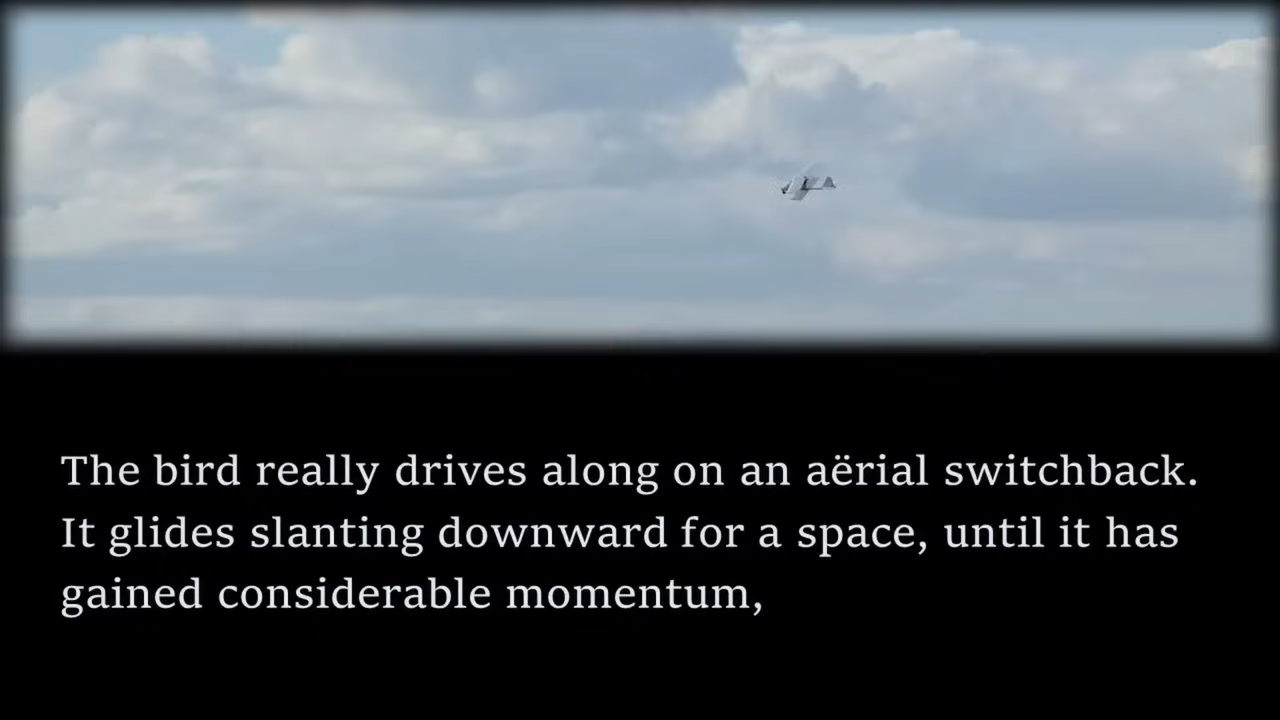 The bird really drives along on an aërial switchback.
It glides slanting downward for a space, until it has
gained considerable momentum,